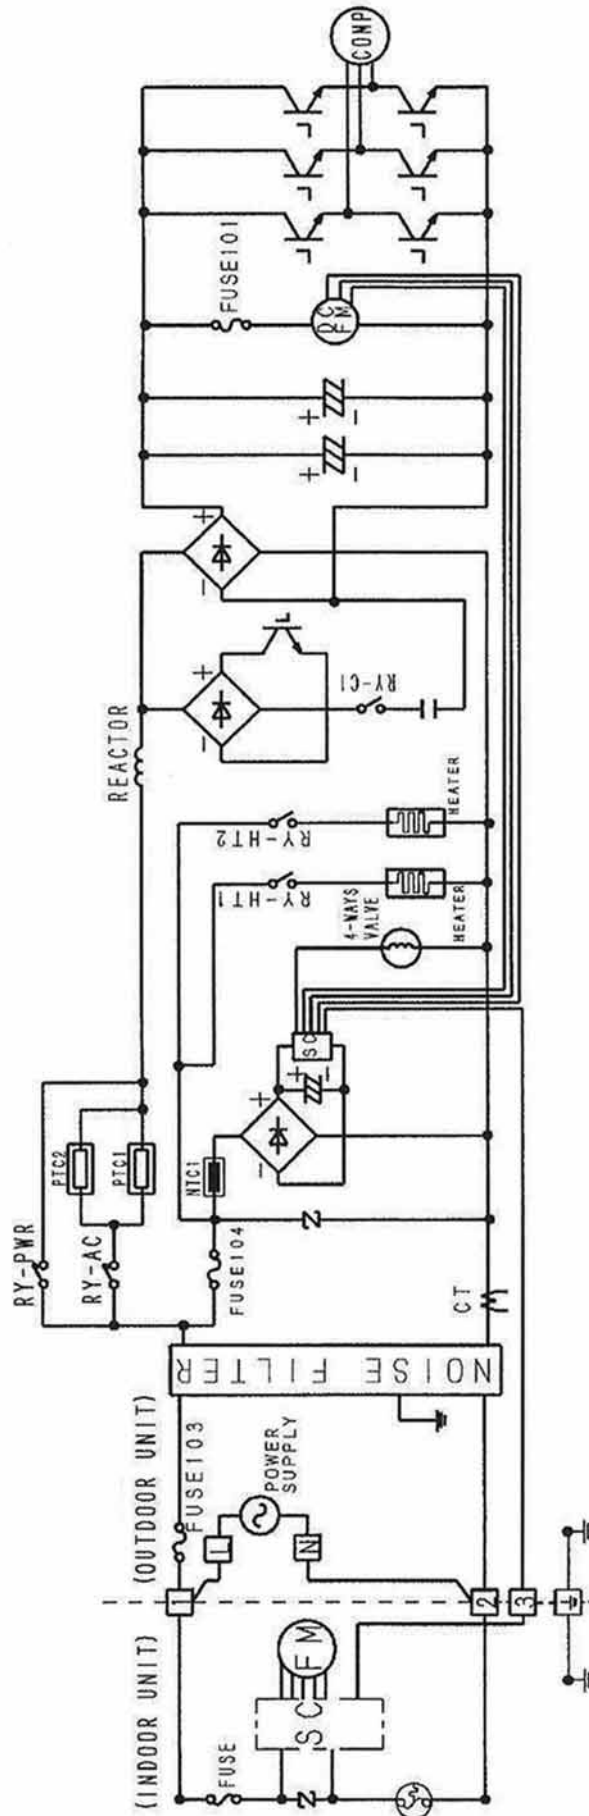 (INDOOR UNIT)
FUSE
Z
SC
FM
(OUTDOOR UNIT)
FUSE103
POWER
SUPPLY
L
N
1
2
3
NOISE FILTER
RY-PWR
RY-AC
PTC2
PTC1
FUSE104
NTC1
Z
CT
+
-
+
-
SC
4-WAYS
VALVE
RY-HT1
HEATER
RY-HT2
HEATER
REACTOR
+
-
RY-C1
+
-
+
-
+
-
FUSE101
DC
FM
COMP